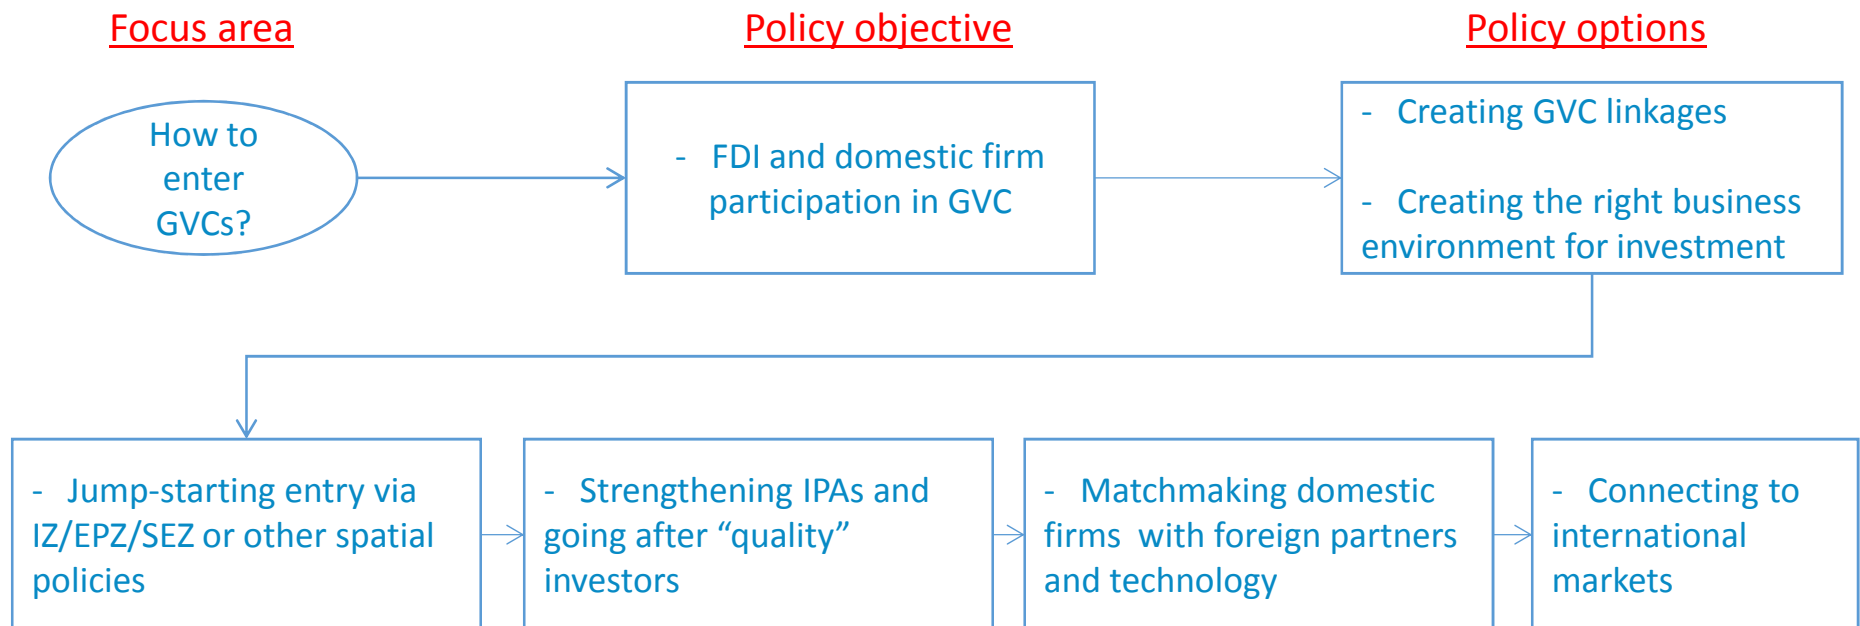 Focus area
Policy objective
Policy options
How to
enter
GVCs?
- FDI and domestic firm
participation in GVC
- Creating GVC linkages
- Creating the right business
environment for investment
- Jump-starting entry via
IZ/EPZ/SEZ or other spatial
policies
- Strengthening IPAs and
going after “quality”
investors
- Matchmaking domestic
firms with foreign partners
and technology
- Connecting to
international
markets